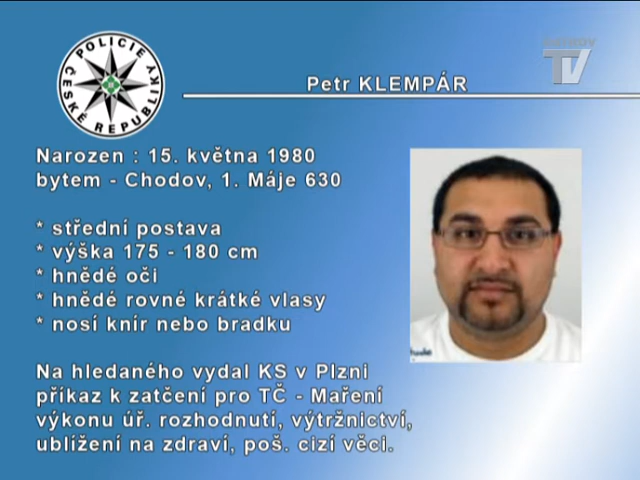 POLICIE
ČESKÉ REPUBLIKY
OSTROV
TV
Petr KLEMPÁR
Narozen : 15. května 1980
bytem - Chodov, 1. Máje 630
* střední postava
* výška 175 - 180 cm
* hnědé oči
* hnědé rovné krátké vlasy
* nosí knír nebo bradku
Na hledaného vydal KS v Plzni
příkaz k zatčení pro TČ - Maření
výkonu úř. rozhodnutí, výtržnictví,
ublížení na zdraví, poš. cizí věci.